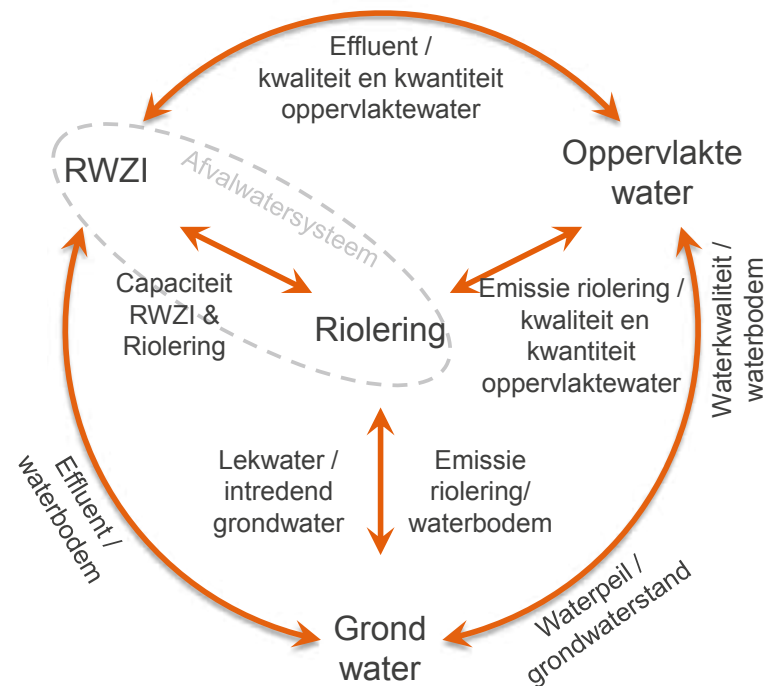 Effluent /
kwaliteit en kwantiteit
oppervlaktewater
RWZI
Afvalwatersysteem
Oppervlakte
water
Capaciteit
RWZI &
Riolering
Riolering
Emissie riolering /
kwaliteit en
kwantiteit
oppervlaktewater
Waterkwaliteit /
waterbodem
Lekwater /
intredend
grondwater
Emissie
riolering/
waterbodem
Effluent /
waterbodem
Waterpeil /
grondwaterstand
Grond
water